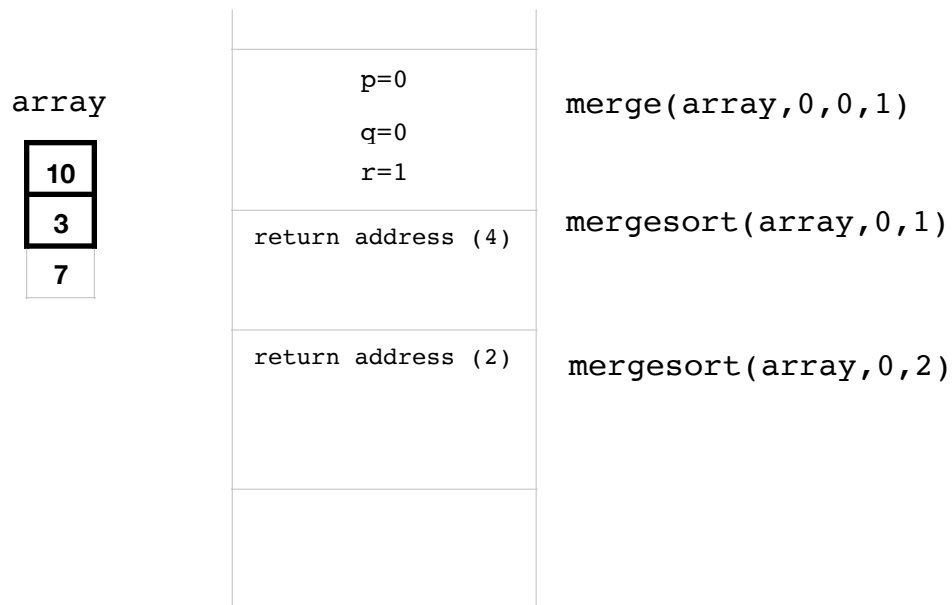 array
10
3
7
p=0
q=0
r=1
return address (4)
return address (2)
merge(array,0,0,1)
mergesort(array,0,1)
mergesort(array,0,2)